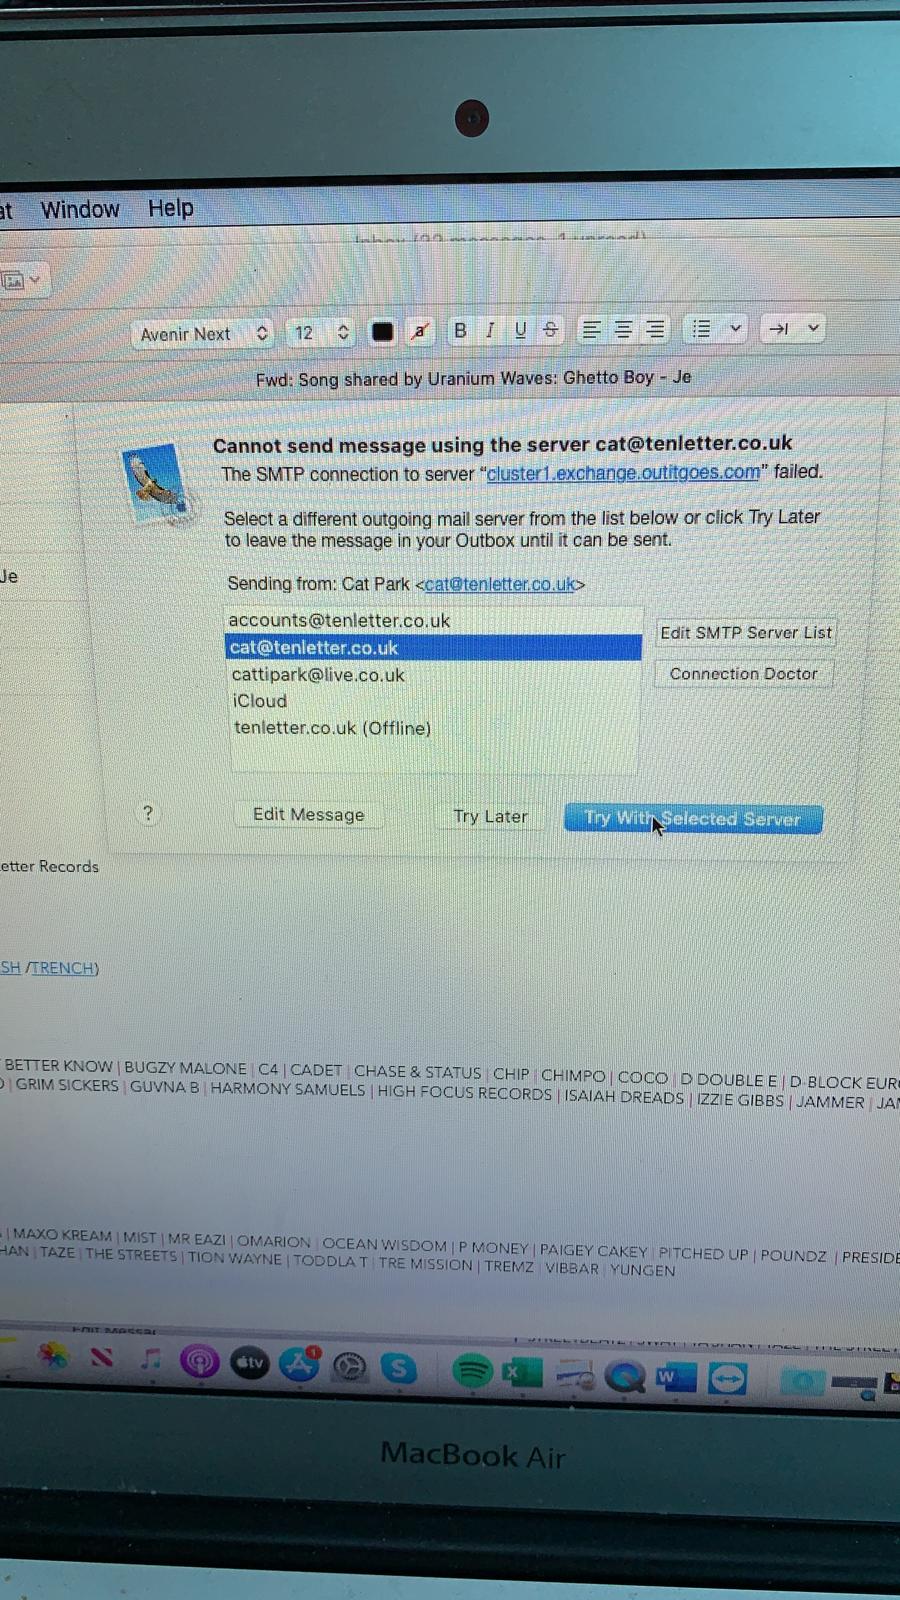 at Window Help
Avenir Next 12 a B I U S
Fwd: Song shared by Uranium Waves: Ghetto Boy - Je
Cannot send message using the server cat@tenletter.co.uk
The SMTP connection to server “cluster1.exchange.outitgoes.com” failed.
Select a different outgoing mail server from the list below or click Try Later
to leave the message in your Outbox until it can be sent.
Je
Sending from: Cat Park <cat@tenletter.co.uk>
accounts@tenletter.co.uk
Edit SMTP Server List
cat@tenletter.co.uk
cattipark@live.co.uk
Connection Doctor
iCloud
tenletter.co.uk (Offline)
? Edit Message Try Later Try With Selected Server
etter Records
SH /TRENCH)
BETTER KNOW | BUGZY MALONE | C4 | CADET | CHASE & STATUS | CHIP | CHIMPO | COCO | D DOUBLE E | D-BLOCK EUR
| GRIM SICKERS | GUVNA B | HARMONY SAMUELS | HIGH FOCUS RECORDS | ISAIAH DREADS | IZZIE GIBBS | JAMMER | JA
| MAXO KREAM | MIST | MR EAZI | OMARION | OCEAN WISDOM | P MONEY | PAIGEY CAKEY | PITCHED UP | POUNDZ | PRESIDE
HAN | TAZE | THE STREETS | TION WAYNE | TODDLA T | TRE MISSION | TREMZ | VIBBAR | YUNGEN
tv 1 S X W
MacBook Air